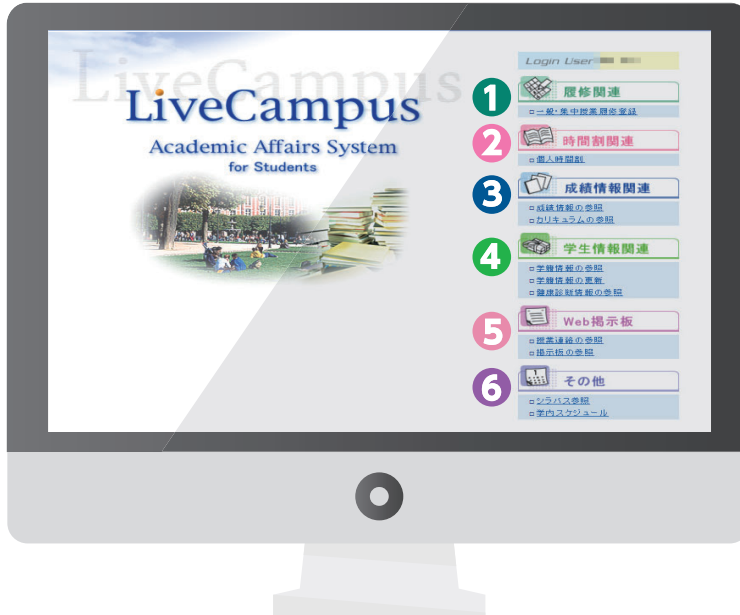 LiveCampus
LiveCampus
Academic Affairs System
for Students
Login User
1
履修関連
一般・集中授業履修登録
2
時間割関連
個人時間割
3
成績情報関連
成績情報の参照
カリキュラムの参照
4
学生情報関連
学籍情報の参照
学籍情報の更新
健康診断情報の参照
5
Web掲示板
授業連絡の参照
掲示板の参照
6
その他
シラバス参照
学内スケジュール